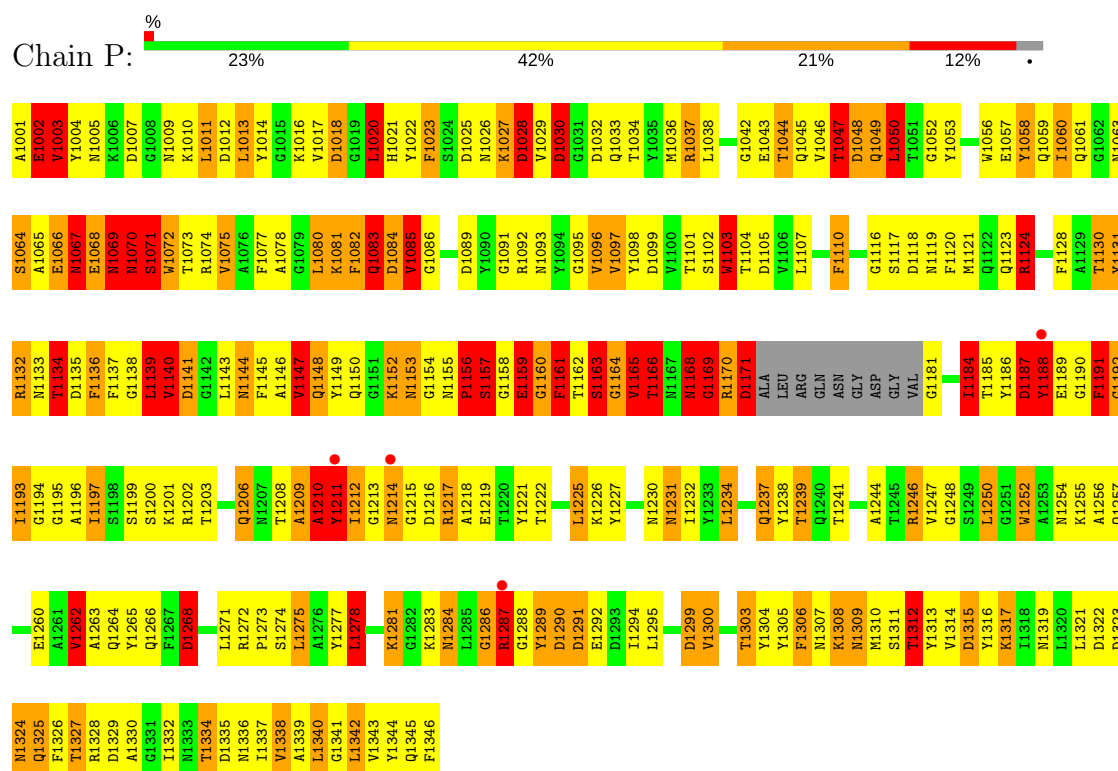 %
Chain P:
23% 42% 21% 12% •
A1001 E1002 V1003 Y1004 N1005 K1006 D1007 G1008 N1009 K1010 L1011 D1012 L1013 Y1014 G1015 K1016 V1017 D1018 G1019 L1020 H1021 Y1022 F1023 S1024 D1025 N1026 K1027 D1028 V1029 D1030 G1031 D1032 Q1033 T1034 Y1035 M1036 R1037 L1038 G1042 E1043 T1044 Q1045 V1046 T1047 D1048 Q1049 L1050 T1051 G1052 Y1053 W1056 E1057 Y1058 Q1059 I1060 Q1061 G1062 N1063
S1064 A1065 E1066 N1067 E1068 N1069 N1070 S1071 W1072 T1073 R1074 V1075 A1076 F1077 A1078 G1079 L1080 K1081 F1082 Q1083 D1084 V1085 G1086 D1089 Y1090 G1091 R1092 N1093 Y1094 G1095 V1096 V1097 Y1098 D1099 V1100 T1101 S1102 W1103 T1104 D1105 V1106 L1107 F1110 G1116 S1117 D1118 N1119 F1120 M1121 Q1122 Q1123 R1124 F1128 A1129 T1130 Y1131
R1132 N1133 T1134 D1135 F1136 F1137 G1138 L1139 V1140 D1141 G1142 L1143 N1144 F1145 A1146 V1147 Q1148 Y1149 Q1150 G1151 K1152 N1153 G1154 N1155 P1156 S1157 G1158 E1159 G1160 F1161 T1162 S1163 G1164 V1165 T1166 N1167 N1168 G1169 R1170 D1171 ALA LEU ARG GLN ASN GLY ASP GLY VAL G1181 I1184 T1185 Y1186 D1187 Y1188 E1189 G1190 F1191 G1192
I1193 G1194 G1195 A1196 I1197 S1198 S1199 S1200 K1201 R1202 T1203 Q1206 N1207 T1208 A1209 A1210 Y1211 I1212 G1213 N1214 G1215 D1216 R1217 A1218 E1219 T1220 Y1221 T1222 L1225 K1226 Y1227 N1230 N1231 I1232 Y1233 L1234 Q1237 Y1238 T1239 Q1240 T1241 A1244 T1245 R1246 V1247 G1248 S1249 L1250 G1251 W1252 A1253 N1254 K1255 A1256 D1257
E1260 A1261 V1262 A1263 Q1264 Y1265 Q1266 F1267 D1268 L1271 R1272 P1273 S1274 L1275 A1276 Y1277 L1278 K1281 G1282 K1283 N1284 L1285 G1286 R1287 G1288 Y1289 D1290 D1291 E1292 D1293 I1294 L1295 D1299 V1300 T1303 Y1304 Y1305 F1306 N1307 K1308 N1309 M1310 S1311 T1312 Y1313 V1314 D1315 Y1316 K1317 I1318 N1319 L1320 L1321 D1322 D1323
N1324 Q1325 F1326 T1327 R1328 D1329 A1330 G1331 I1332 N1333 T1334 D1335 N1336 I1337 V1338 A1339 L1340 G1341 L1342 V1343 Y1344 Q1345 F1346